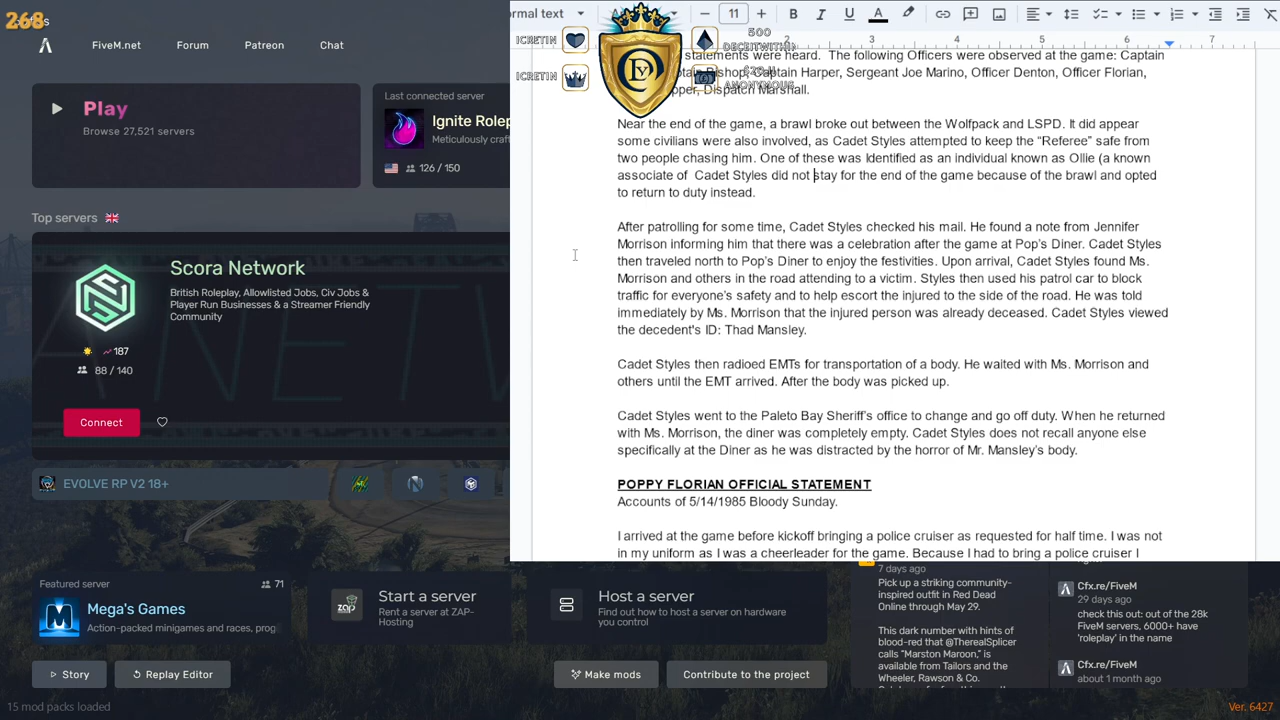 268
FiveM.net
Forum
Patreon
Chat
Play
Browse 27,521 servers
Last connected server
Ignite Rolep
Meticulously craft
126 / 150
Top servers
Scora Network
British Roleplay, Allowlisted Jobs, Civ Jobs &
Player Run Businesses & a Streamer Friendly
Community
187
88 / 140
Connect
EVOLVE RP V2 18+
Featured server
71
Mega's Games
Action-packed minigames and races, prog
Start a server
Rent a server at ZAP-
Hosting
Host a server
Find out how to host a server on hardware
you control
Story
Replay Editor
Make mods
Contribute to the project
15 mod packs loaded
Ver. 6427
7 days ago
Pick up a striking community-
inspired outfit in Red Dead
Online through May 29.
This dark number with hints of
blood-red that @TherealSplicer
calls “Marston Maroon,” is
available from Tailors and the
Wheeler, Rawson & Co.
Cfx.re/FiveM
29 days ago
check this out: out of the 28k
FiveM servers, 6000+ have
'roleplay' in the name
Cfx.re/FiveM
about 1 month ago
rmal text
11
B I U A
2 3 4 5 6 7
ICRETIN
ICRETIN
500
DECEITWITHIN
ANONYMOUS
statements were heard. The following Officers were observed at the game: Captain
Bishop, Captain Harper, Sergeant Joe Marino, Officer Denton, Officer Florian,
pper, Dispatch Marshall.
Near the end of the game, a brawl broke out between the Wolfpack and LSPD. It did appear
some civilians were also involved, as Cadet Styles attempted to keep the “Referee” safe from
two people chasing him. One of these was Identified as an individual known as Ollie (a known
associate of Cadet Styles did not stay for the end of the game because of the brawl and opted
to return to duty instead.
After patrolling for some time, Cadet Styles checked his mail. He found a note from Jennifer
Morrison informing him that there was a celebration after the game at Pop's Diner. Cadet Styles
then traveled north to Pop's Diner to enjoy the festivities. Upon arrival, Cadet Styles found Ms.
Morrison and others in the road attending to a victim. Styles then used his patrol car to block
traffic for everyone's safety and to help escort the injured to the side of the road. He was told
immediately by Ms. Morrison that the injured person was already deceased. Cadet Styles viewed
the decedent's ID: Thad Mansley.
Cadet Styles then radioed EMTs for transportation of a body. He waited with Ms. Morrison and
others until the EMT arrived. After the body was picked up.
Cadet Styles went to the Paleto Bay Sheriff's office to change and go off duty. When he returned
with Ms. Morrison, the diner was completely empty. Cadet Styles does not recall anyone else
specifically at the Diner as he was distracted by the horror of Mr. Mansley's body.
POPPY FLORIAN OFFICIAL STATEMENT
Accounts of 5/14/1985 Bloody Sunday.
I arrived at the game before kickoff bringing a police cruiser as requested for half time. I was not
in my uniform as I was a cheerleader for the game. Because I had to bring a police cruiser I